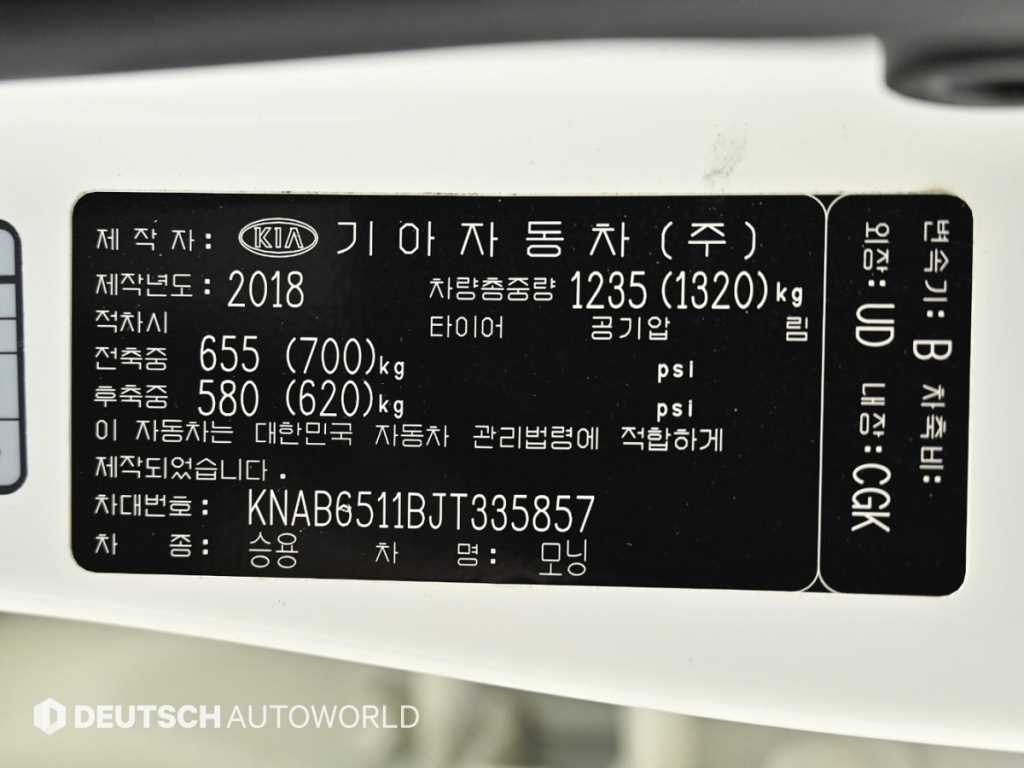 제 작 자 : KIA 기 아 자 동 차 ( 주 )
제작년도 : 2018 차량총중량 1235 (1320)kg
적차시 타이어 공기압 림
전축중 655 (700)kg psi
후축중 580 (620)kg psi
이 자동차는 대한민국 자동차 관리법령에 적합하게
제작되었습니다 .
차대번호 : KNAB6511BJT335857
차 종 : 승용 차 명 : 모닝
변속기 : B 차축비:
외장 : UD 내장 : CGK
DEUTSCH AUTOWORLD